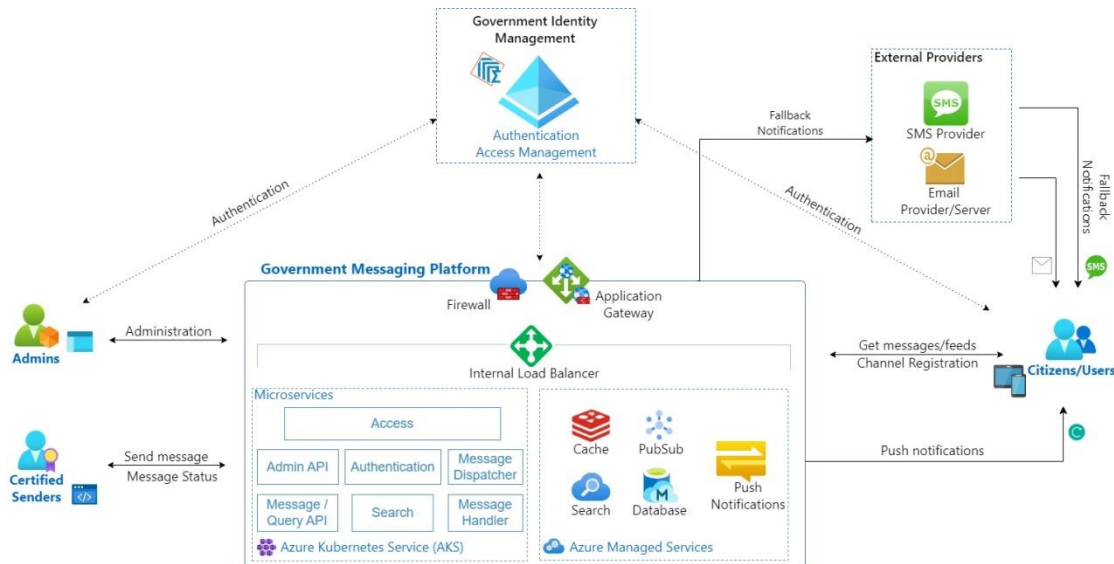 Government Identity
Management
Authentication
Access Management
External Providers
SMS
SMS Provider
@
Email
Provider/Server
Fallback
Notifications
Fallback
Notifications
SMS
Authentication
Authentication
Government Messaging Platform
Firewall
Application
Gateway
Admins
Administration
Internal Load Balancer
Get messages/feeds
Channel Registration
Citizens/Users
Microservices
Access
Admin API
Authentication
Message
Dispatcher
Message /
Query API
Search
Message
Handler
Azure Kubernetes Service (AKS)
Cache
PubSub
Search
M
Database
Push
Notifications
Azure Managed Services
Certified
Senders
</>
Send message
Message Status
Push notifications
C